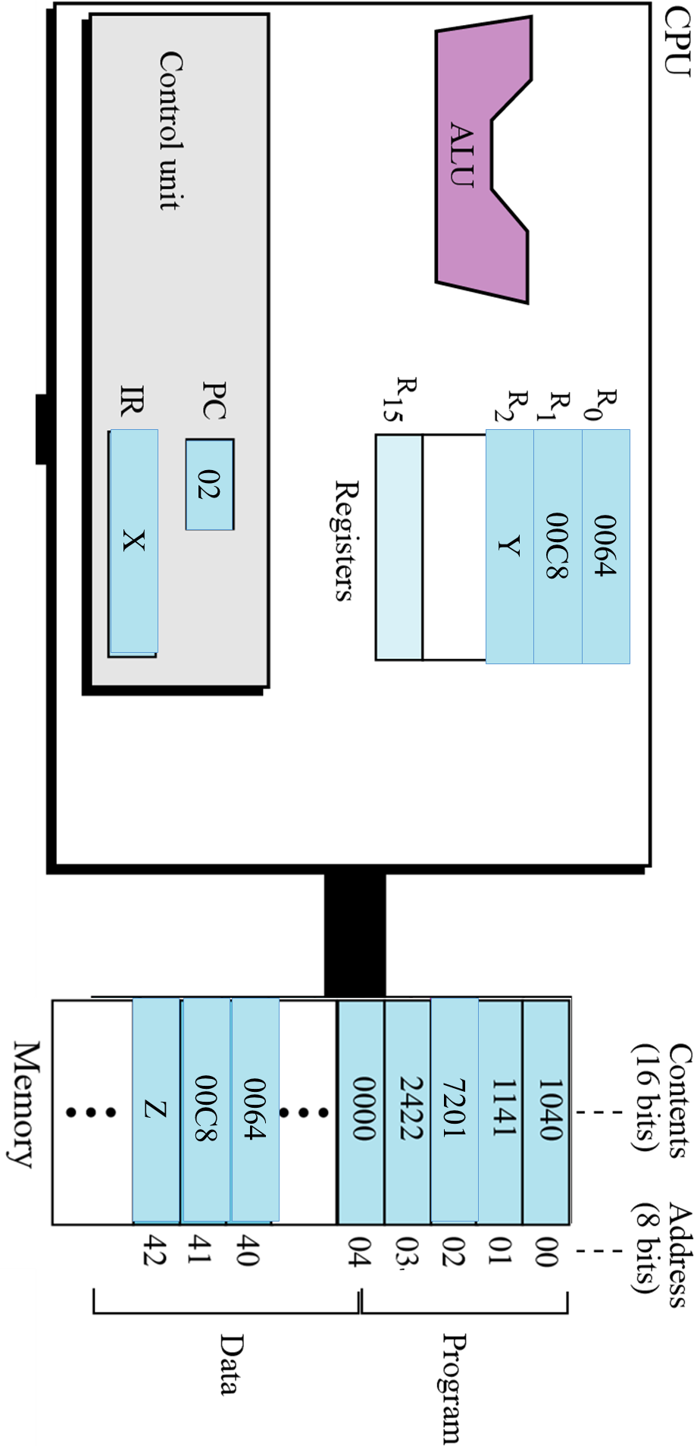 CPU
ALU
R0
R1
R2
R15
0064
00C8
Y
Registers
Control unit
PC
02
IR
X
Contents
(16 bits)
Address
(8 bits)
1040 00
1141 01
7201 02
2422 03
0000 04
0064 40
00C8 41
Z 42
Program
Data
Memory